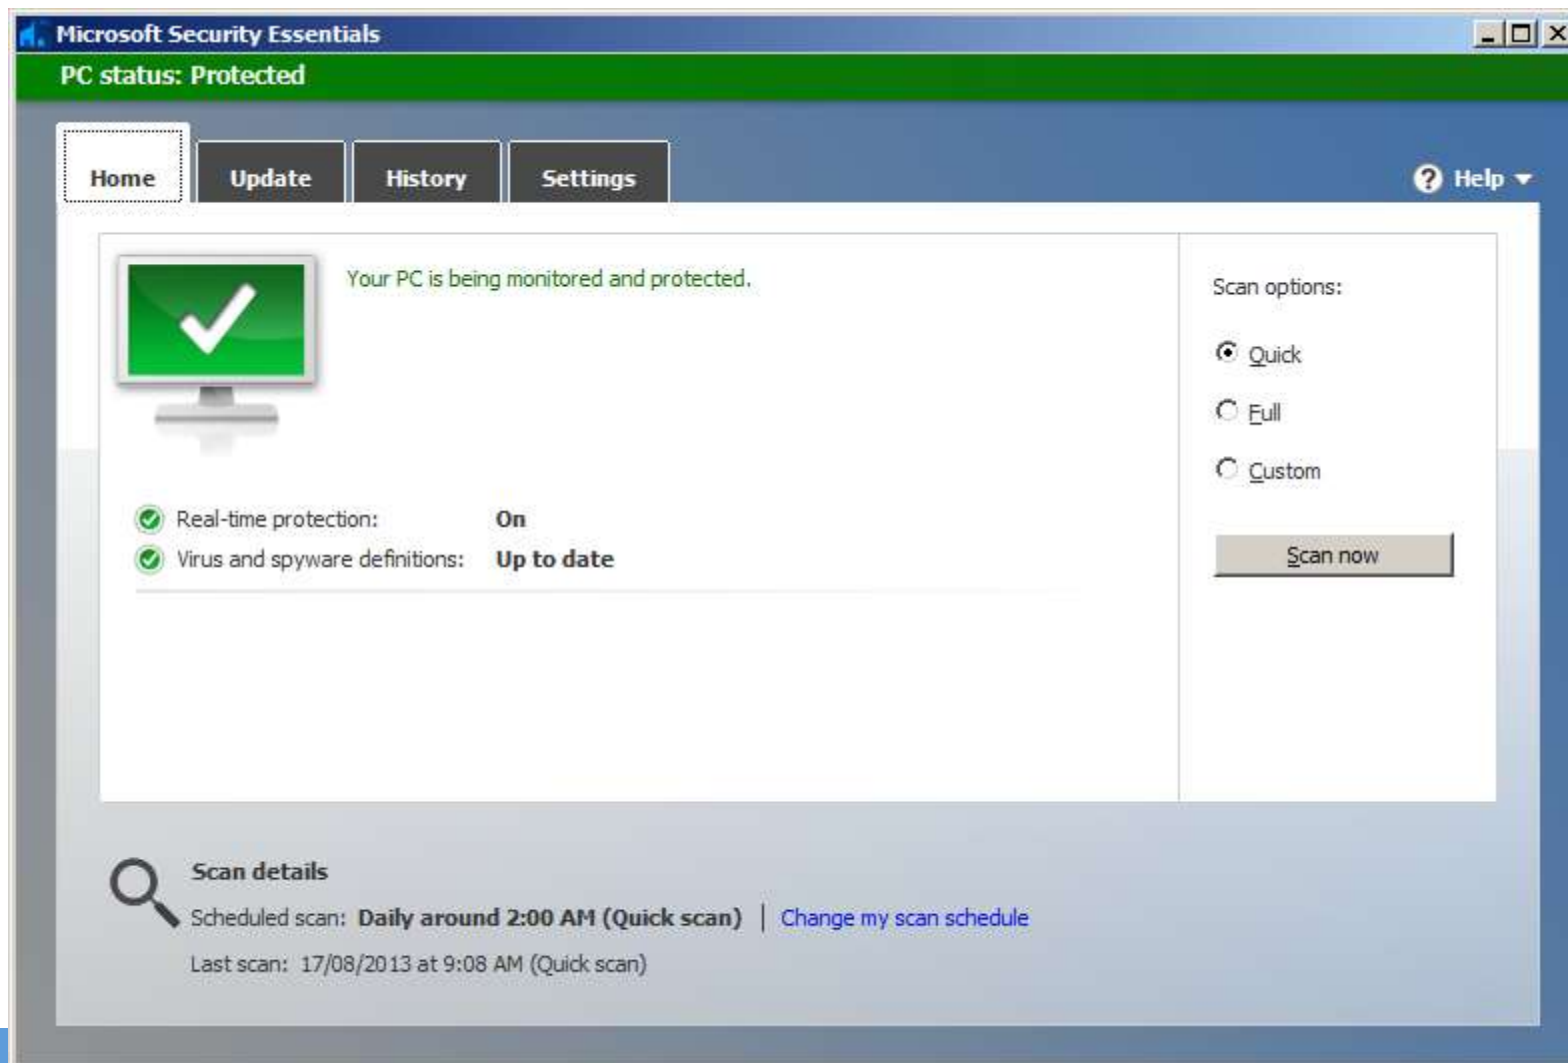 Microsoft Security Essentials
PC status: Protected
Home Update History Settings Help
Your PC is being monitored and protected.
Scan options:
Quick
Full
Custom
Real-time protection: On
Virus and spyware definitions: Up to date
Scan now
Scan details
Scheduled scan: Daily around 2:00 AM (Quick scan) | Change my scan schedule
Last scan: 17/08/2013 at 9:08 AM (Quick scan)